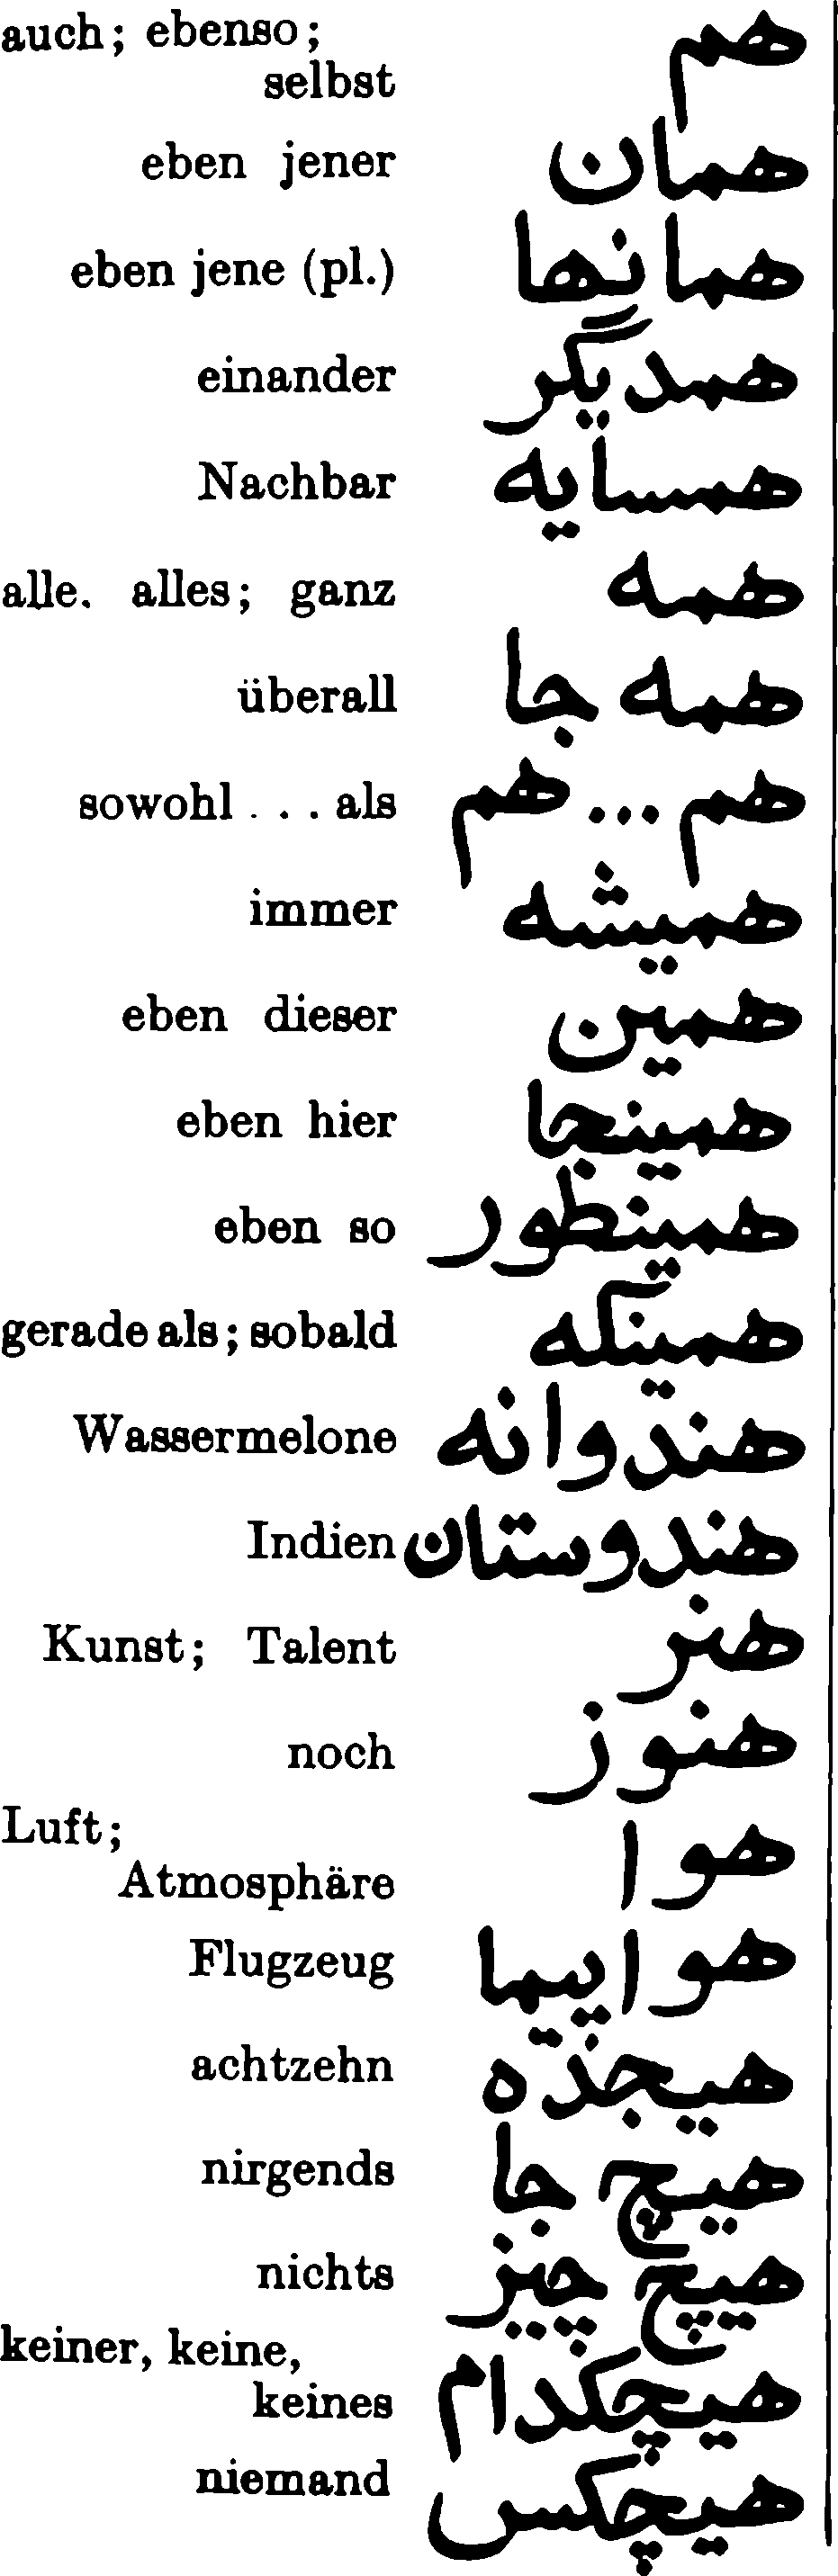 auch; ebenso; هم
selbst
eben jener همان
eben jene (pl.) همانها
einander همدیگر
Nachbar همسایه
alle. alles; ganz همه
überall همه جا
sowohl . . . als هم...هم
immer همیشه
eben dieser همین
eben hier همینجا
eben so همینطور
gerade als; sobald همینکه
Wassermelone هندوانه
Indien هندوستان
Kunst; Talent هنر
noch هنوز
Luft; هوا
Atmosphäre
Flugzeug هواپیما
achtzehn هیجده
nirgends هیچ جا
nichts هیچ چیز
keiner, keine, هیچکدام
keines
niemand هیچکس